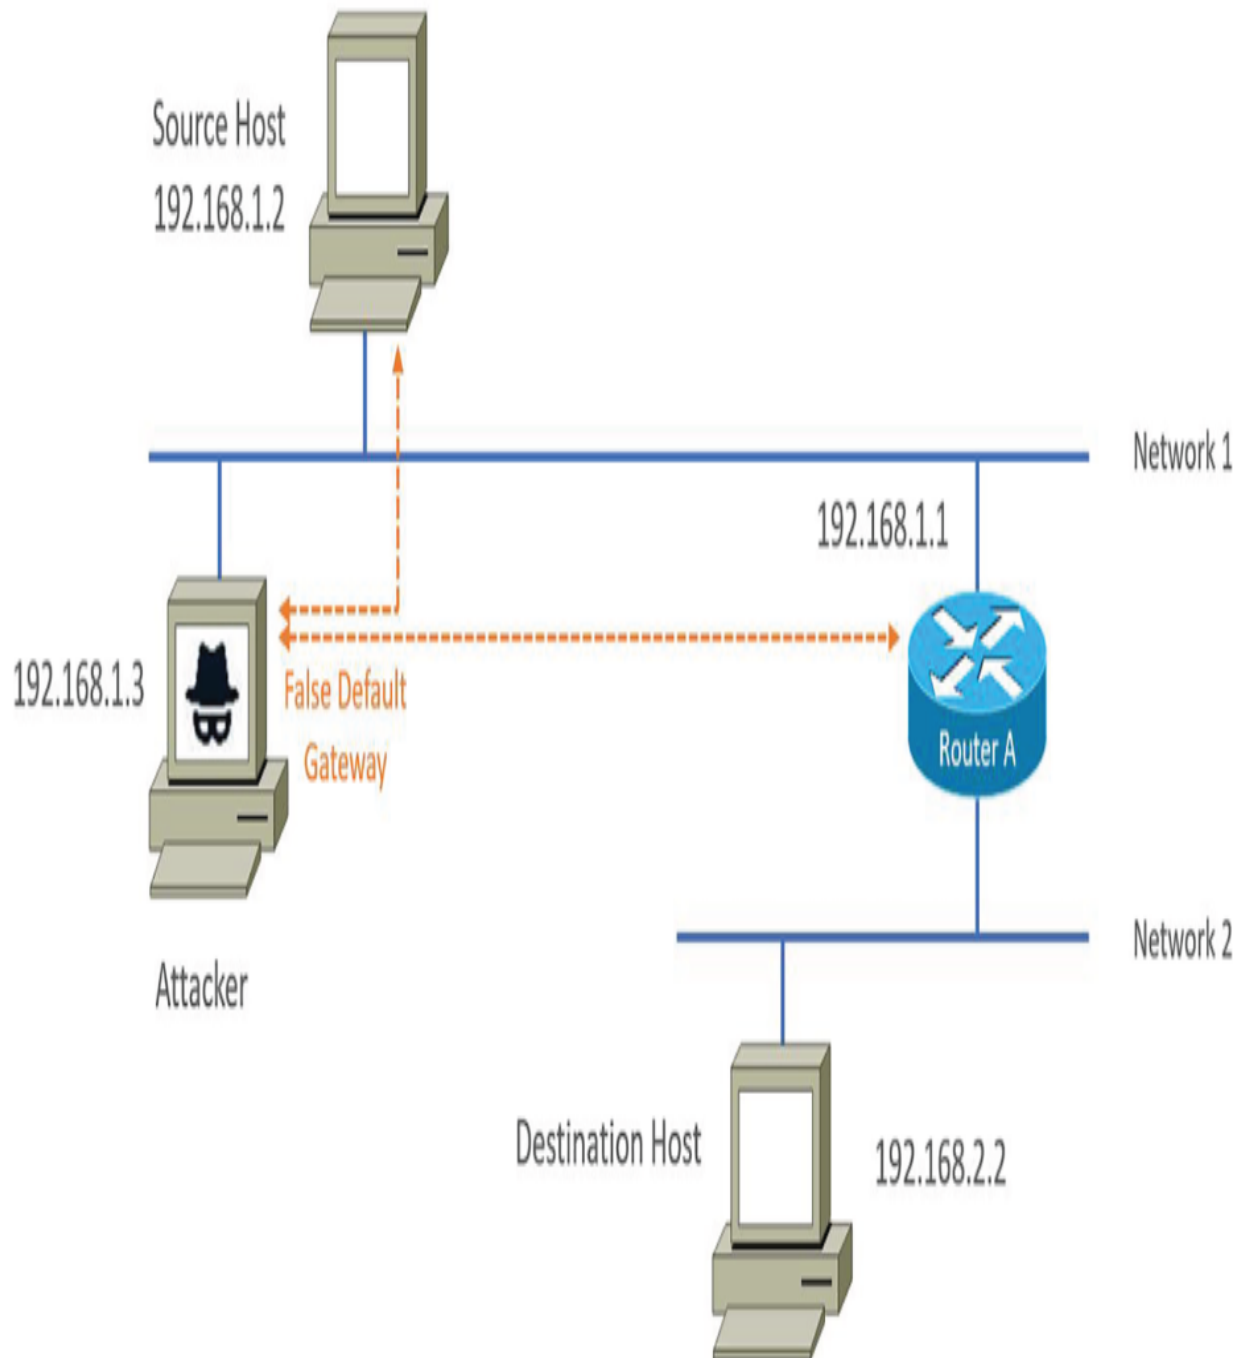 Source Host
192.168.1.2
Network 1
192.168.1.1
192.168.1.3
False Default
Gateway
Router A
Attacker
Network 2
Destination Host
192.168.2.2